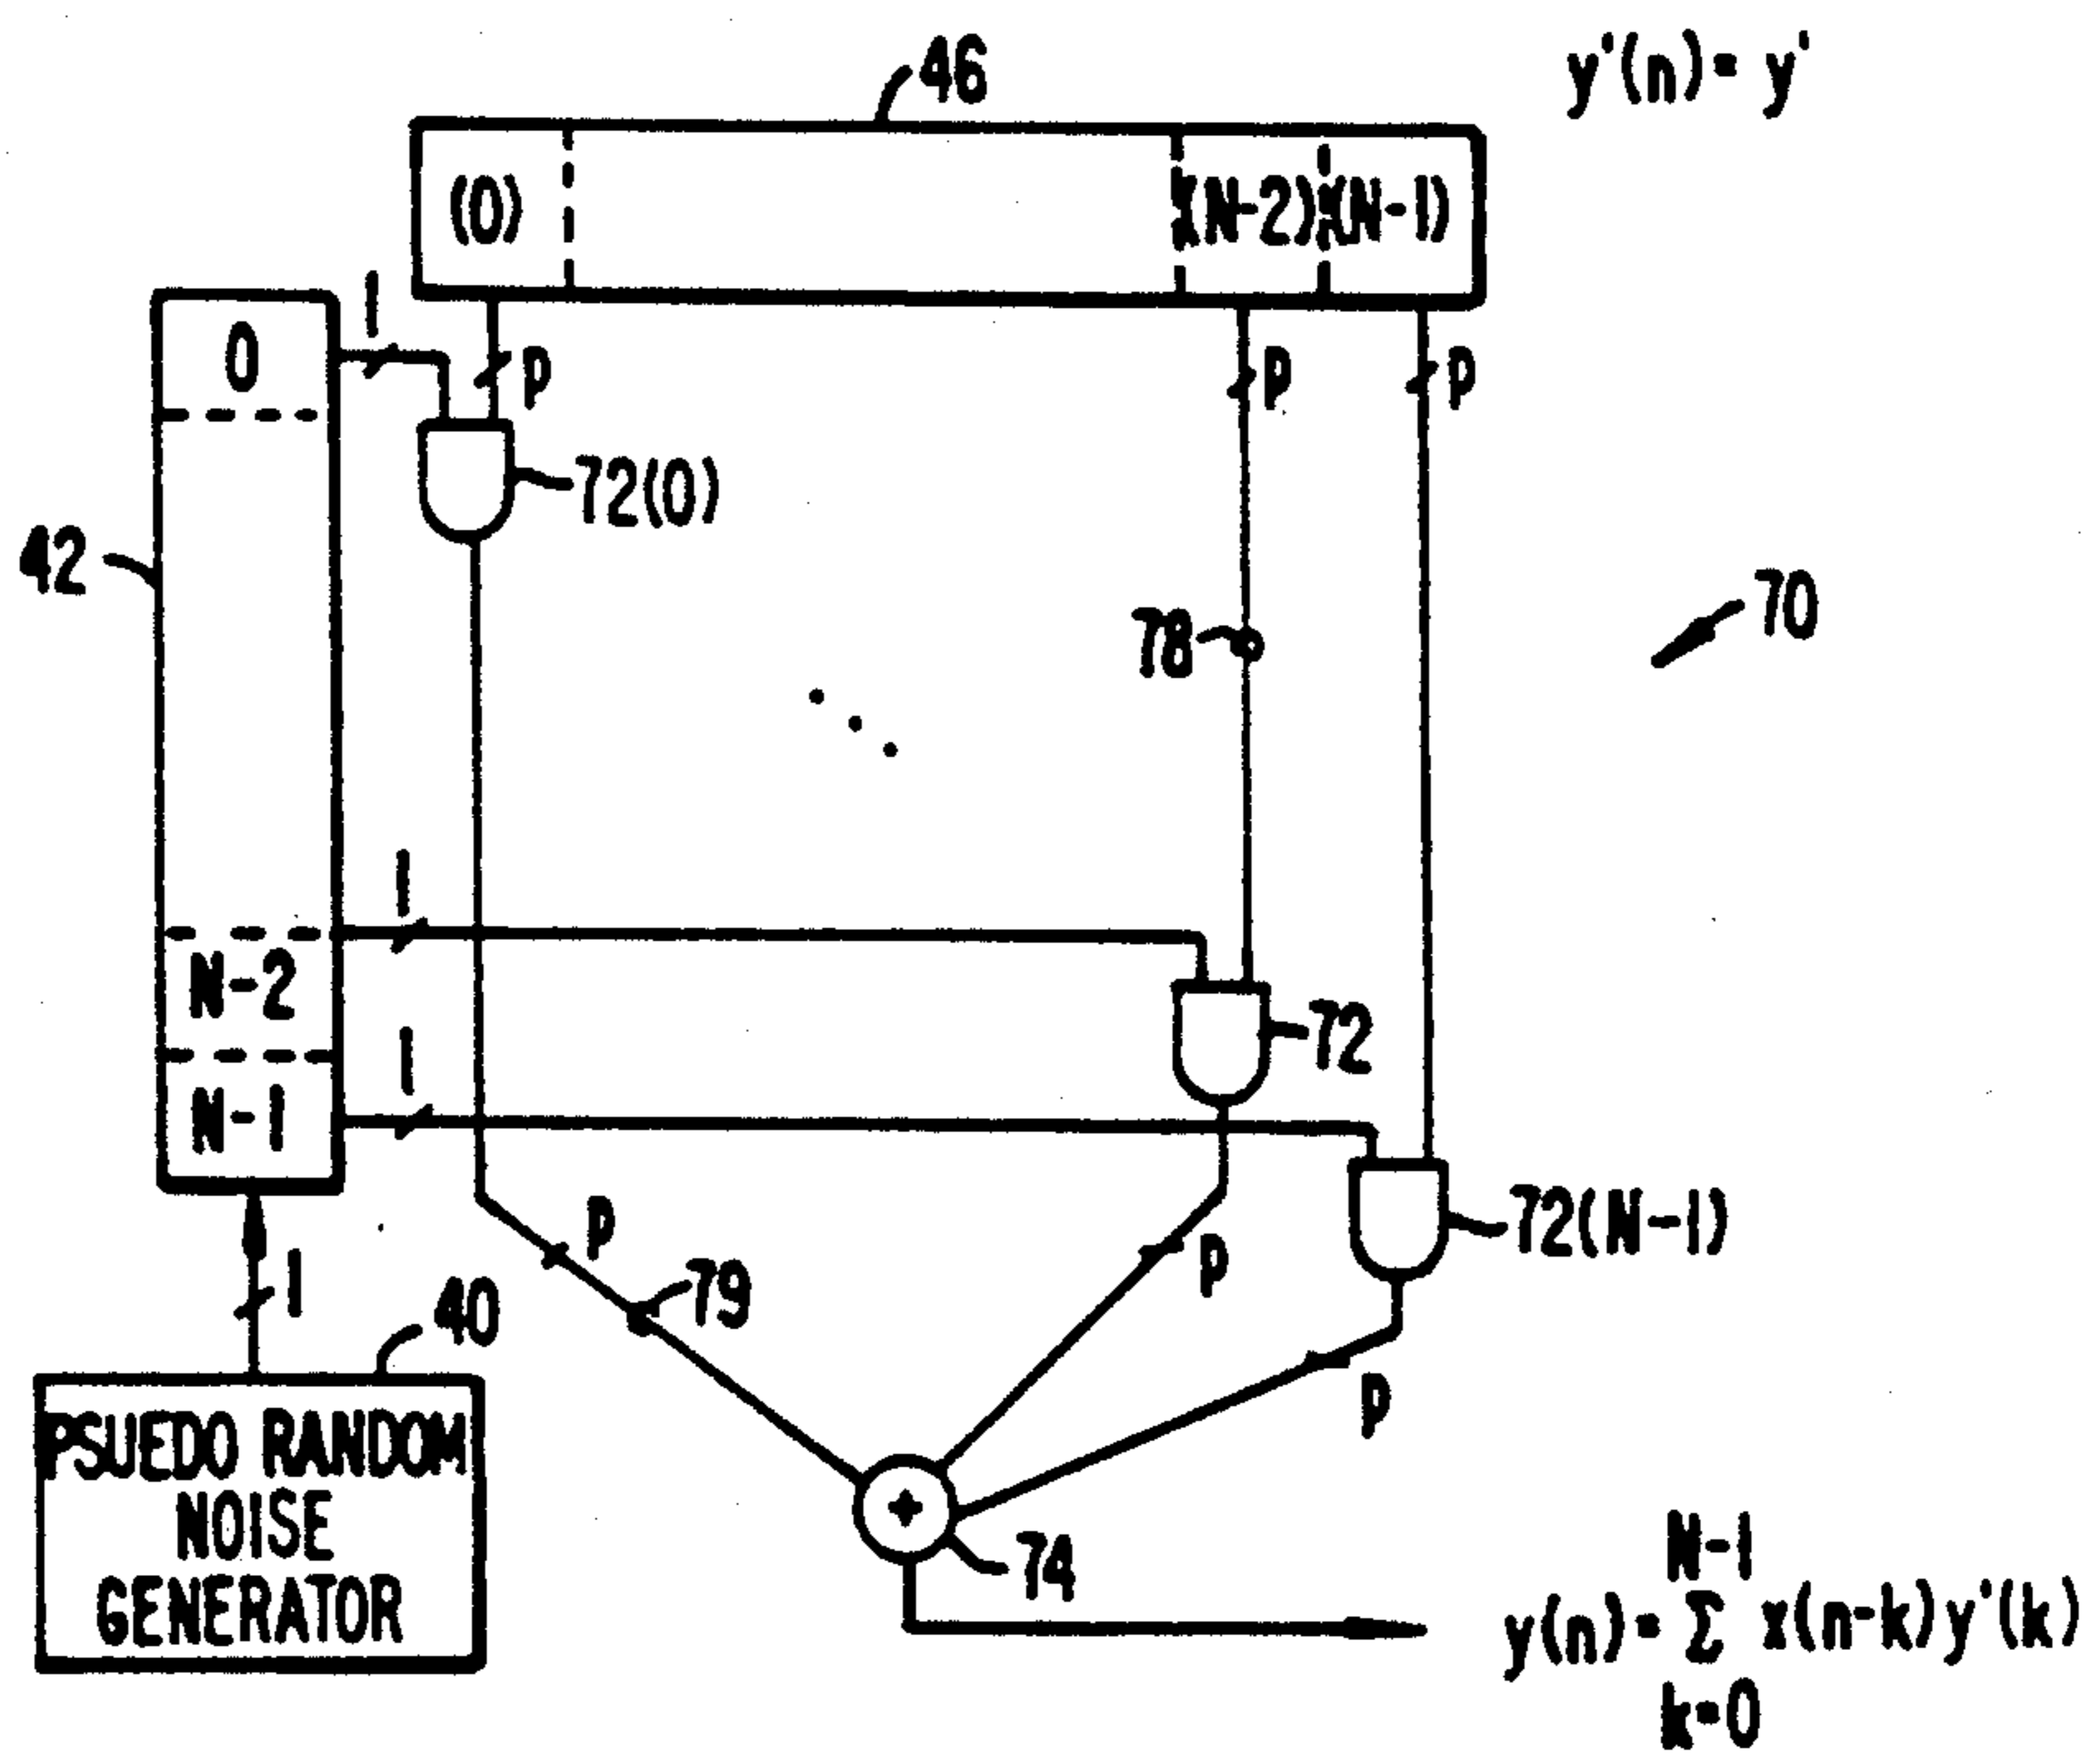 46
y'(n)= y'
(0)
(N-2)
(N-1)
1
P
P
P
0
72(0)
42
78
70
1
N-2
72
1
N-1
72(N-1)
P
P
79
1
40
P
PSUEDO RANDOM
NOISE
GENERATOR
74
N-1
y(n)= Σ x(n-k)y'(k)
k=0